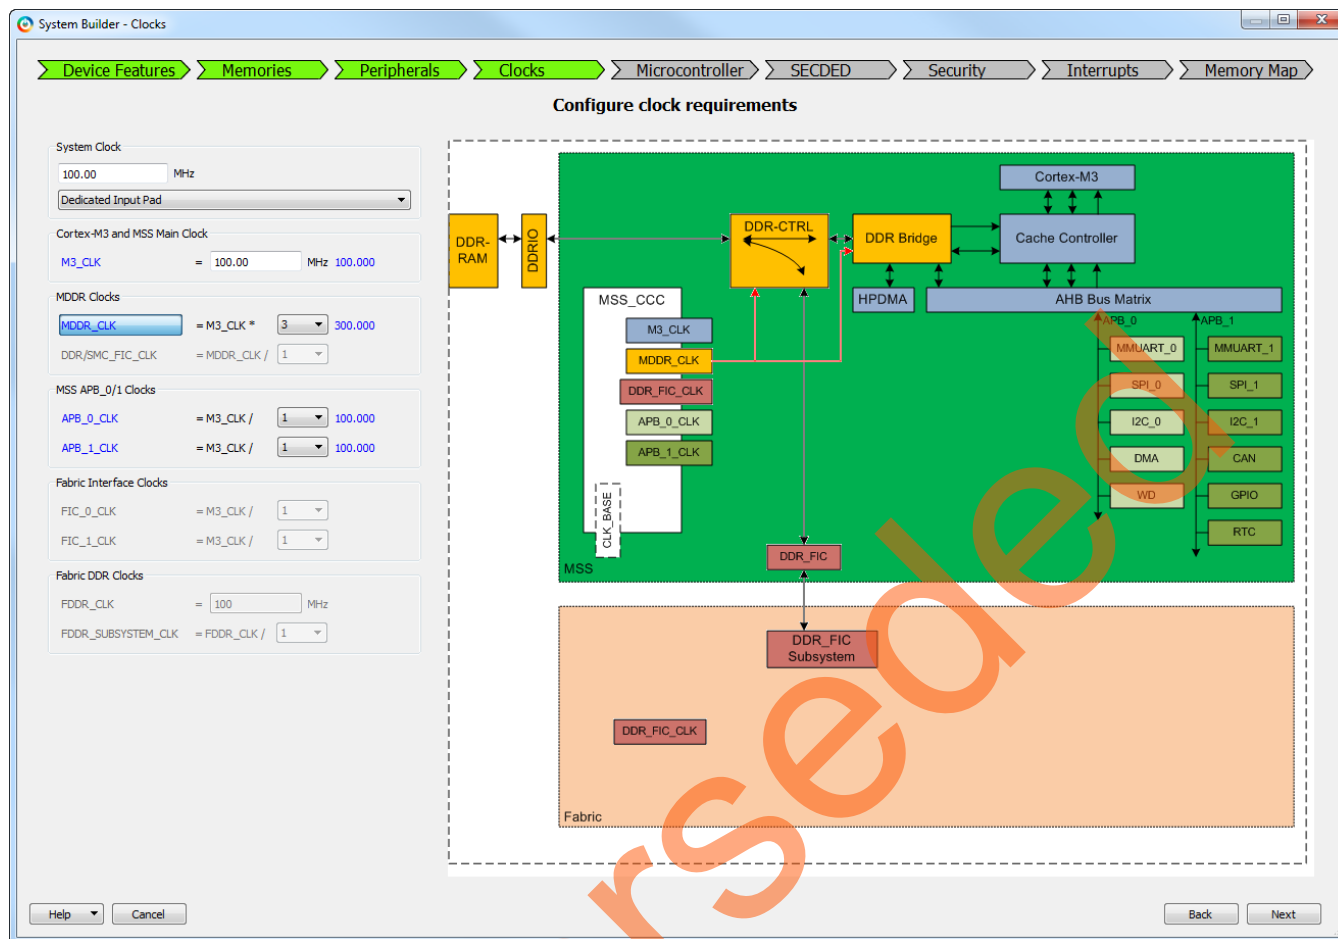 System Builder - Clocks
Device Features
Memories
Peripherals
Clocks
Microcontroller
SECDED
Security
Interrupts
Memory Map
Configure clock requirements
System Clock
100.00 MHz
Dedicated Input Pad
Cortex-M3 and MSS Main Clock
M3_CLK = 100.00 MHz 100.000
MDDR Clocks
MDDR_CLK = M3_CLK * 3 300.000
DDR/SMC_FIC_CLK = MDDR_CLK / 1
MSS APB_0/1 Clocks
APB_0_CLK = M3_CLK / 1 100.000
APB_1_CLK = M3_CLK / 1 100.000
Fabric Interface Clocks
FIC_0_CLK = M3_CLK / 1
FIC_1_CLK = M3_CLK / 1
Fabric DDR Clocks
FDDR_CLK = 100 MHz
FDDR_SUBSYSTEM_CLK = FDDR_CLK / 1
Cortex-M3
DDR-
RAM
DDRIO
DDR-CTRL
DDR Bridge
Cache Controller
MSS_CCC
HPDMA
AHB Bus Matrix
M3_CLK
MDDR_CLK
DDR_FIC_CLK
APB_0_CLK
APB_1_CLK
CLK_BASE
APB_0
APB_1
MMUART_0
MMUART_1
SPI_0
SPI_1
I2C_0
I2C_1
DMA
CAN
WD
GPIO
RTC
DDR_FIC
MSS
DDR_FIC
Subsystem
DDR_FIC_CLK
Fabric
rseded
Help
Cancel
Back
Next